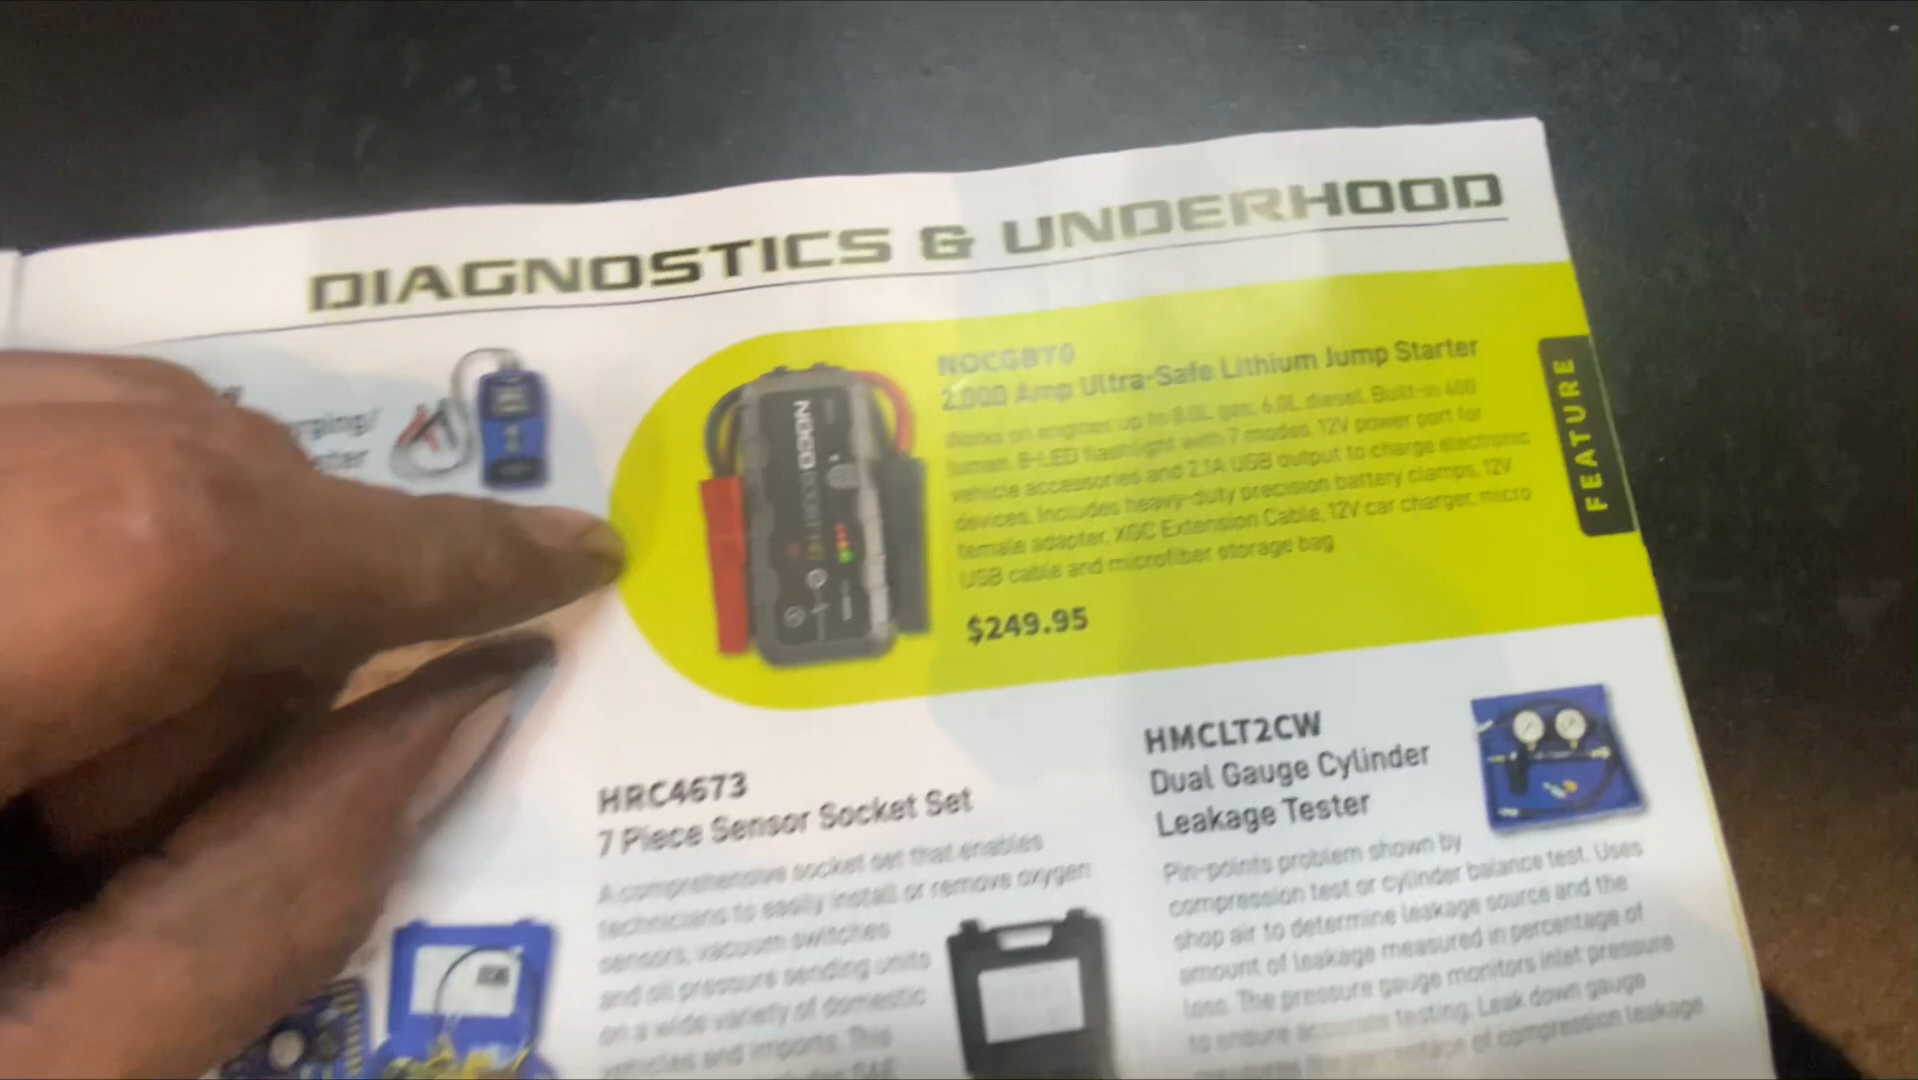 DIAGNOSTICS & UNDERHOOD
NOCGB70
2,000 Amp Ultra-Safe Lithium Jump Starter
Works on engines up to 8.0L gas, 6.0L diesel. Built-in 400
lumen, 8-LED flashlight with 7 modes. 12V power port for
vehicle accessories and 2.1A USB output to charge electronic
devices. Includes heavy-duty precision battery clamps, 12V
female adapter, XGC Extension Cable, 12V car charger, micro
USB cable and microfiber storage bag
$249.95
FEATURE
NOCO
HRC4673
7 Piece Sensor Socket Set
A comprehensive socket set that enables
technicians to easily install or remove oxygen
sensors, vacuum switches
and oil pressure sending units
on a wide variety of domestic
vehicles and imports. This
HMCLT2CW
Dual Gauge Cylinder
Leakage Tester
Pin-points problem shown by
compression test or cylinder balance test. Uses
shop air to determine leakage source and the
amount of leakage measured in percentage of
loss. The pressure gauge monitors inlet pressure
to ensure accurate testing. Leak down gauge
percentage of compression leakage